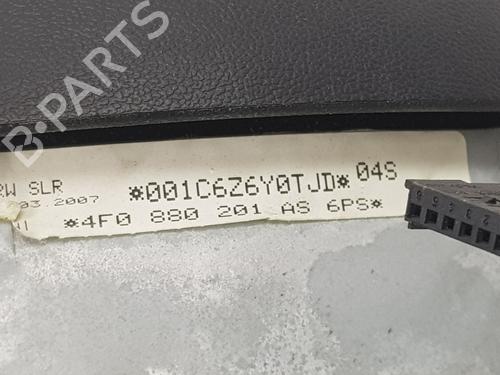 B-PARTS
RW SLR
*001C6Z6Y0TJD* 04S
03.2007
*4F0 880 201 AS 6PS*